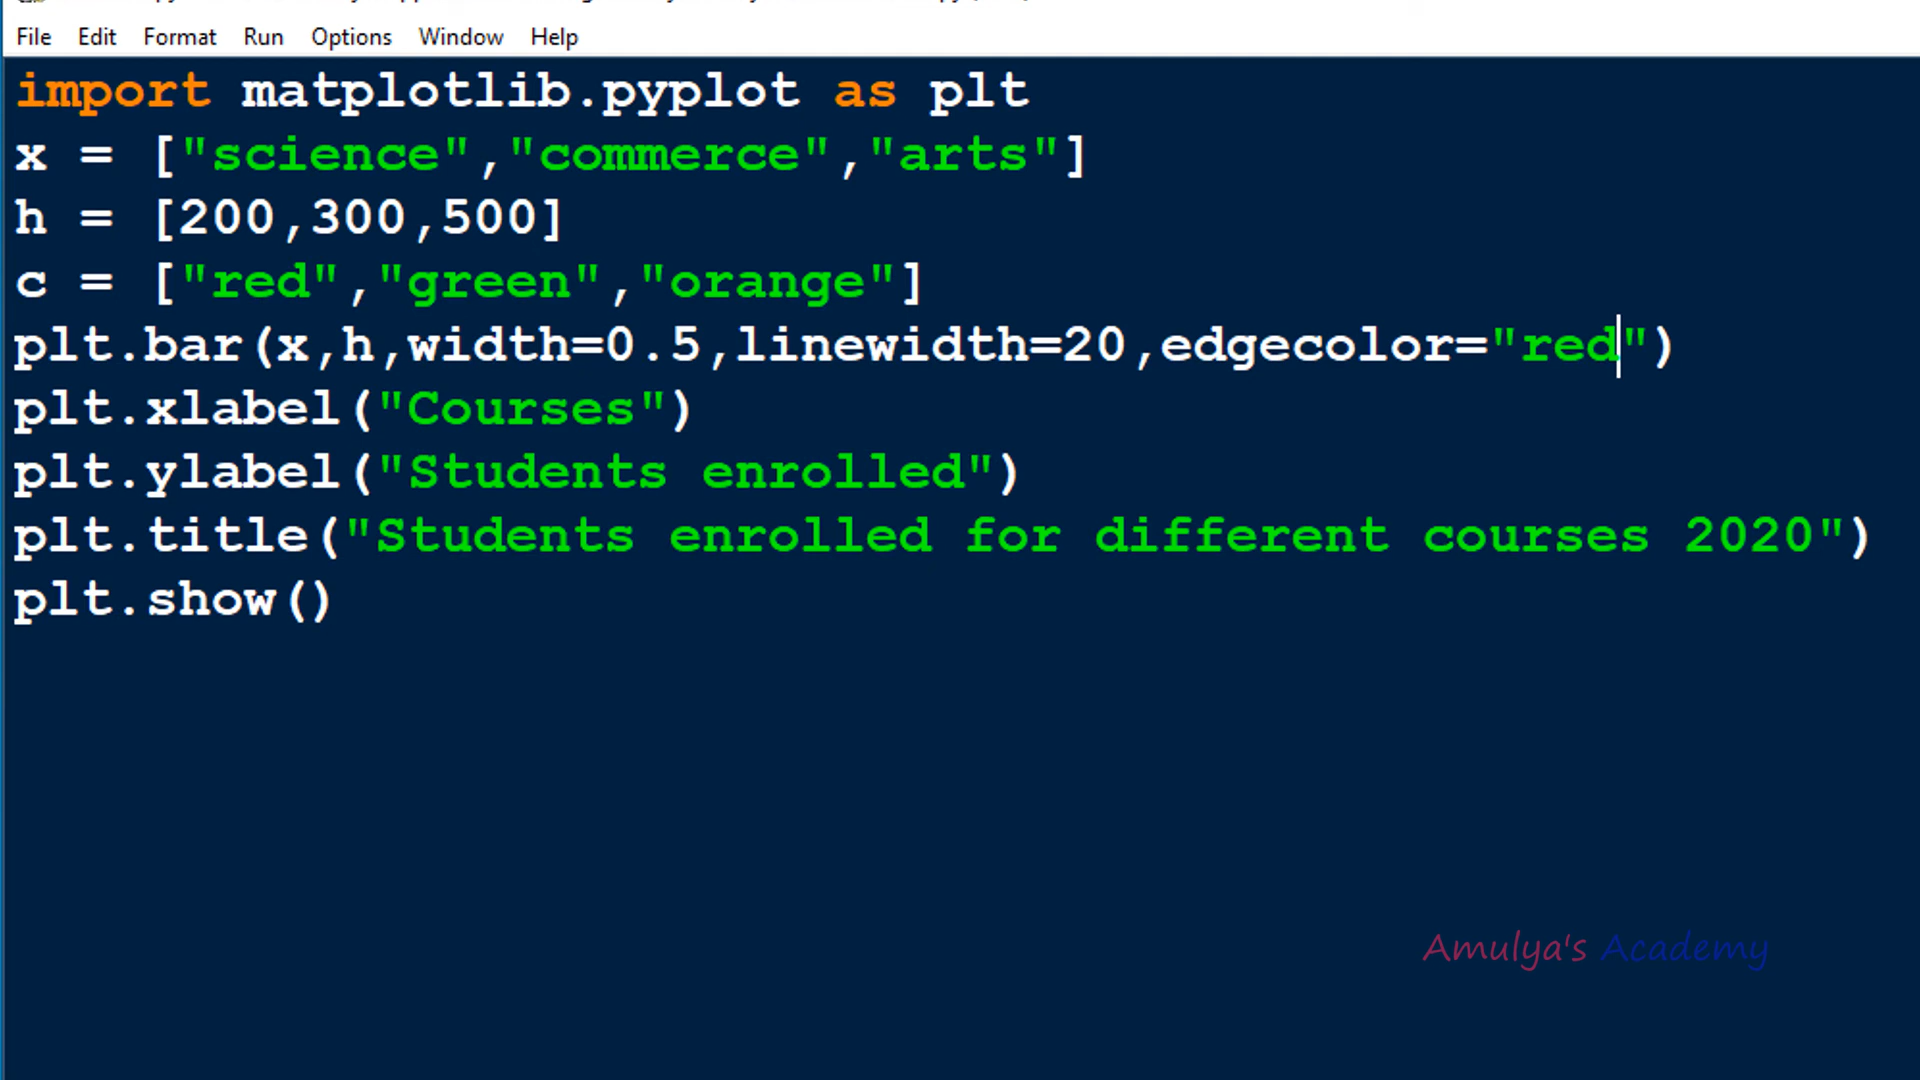 File Edit Format Run Options Window Help
import matplotlib.pyplot as plt
x = ["science","commerce","arts"]
h = [200,300,500]
c = ["red","green","orange"]
plt.bar(x,h,width=0.5,linewidth=20,edgecolor="red")
plt.xlabel("Courses")
plt.ylabel("Students enrolled")
plt.title("Students enrolled for different courses 2020")
plt.show()
Amulya's Academy